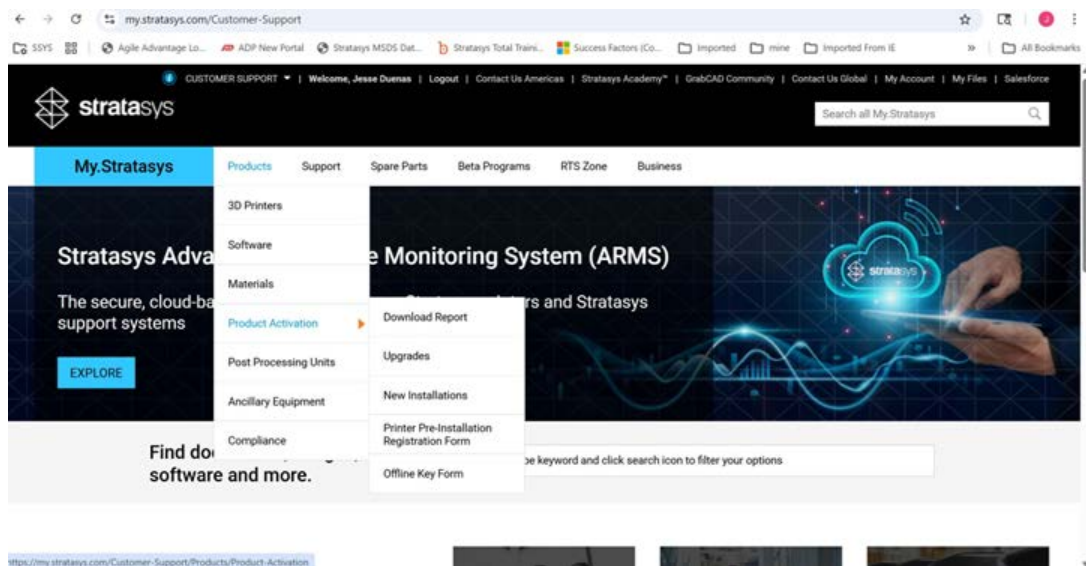 my.stratasys.com/Customer-Support
SSYS
Agile Advantage Lo...
ADP New Portal
Stratasys MSDS Dat...
Stratasys Total Traini...
Success Factors (Co...
Imported
mine
Imported From IE
»
All Bookmarks
CUSTOMER SUPPORT | Welcome, Jesse Duenas | Logout | Contact Us Americas | Stratasys Academy™ | GrabCAD Community | Contact Us Global | My Account | My Files | Salesforce
stratasys
Search all My.Stratasys
My.Stratasys
Products
Support
Spare Parts
Beta Programs
RTS Zone
Business
3D Printers
Software
Materials
Product Activation
Post Processing Units
Ancillary Equipment
Compliance
Download Report
Upgrades
New Installations
Printer Pre-Installation
Registration Form
Offline Key Form
Stratasys Adva
e Monitoring System (ARMS)
The secure, cloud-ba
rs and Stratasys
support systems
EXPLORE
stratasys
Find do
software and more.
pe keyword and click search icon to filter your options
https://my.stratasys.com/Customer-Support/Products/Product-Activation